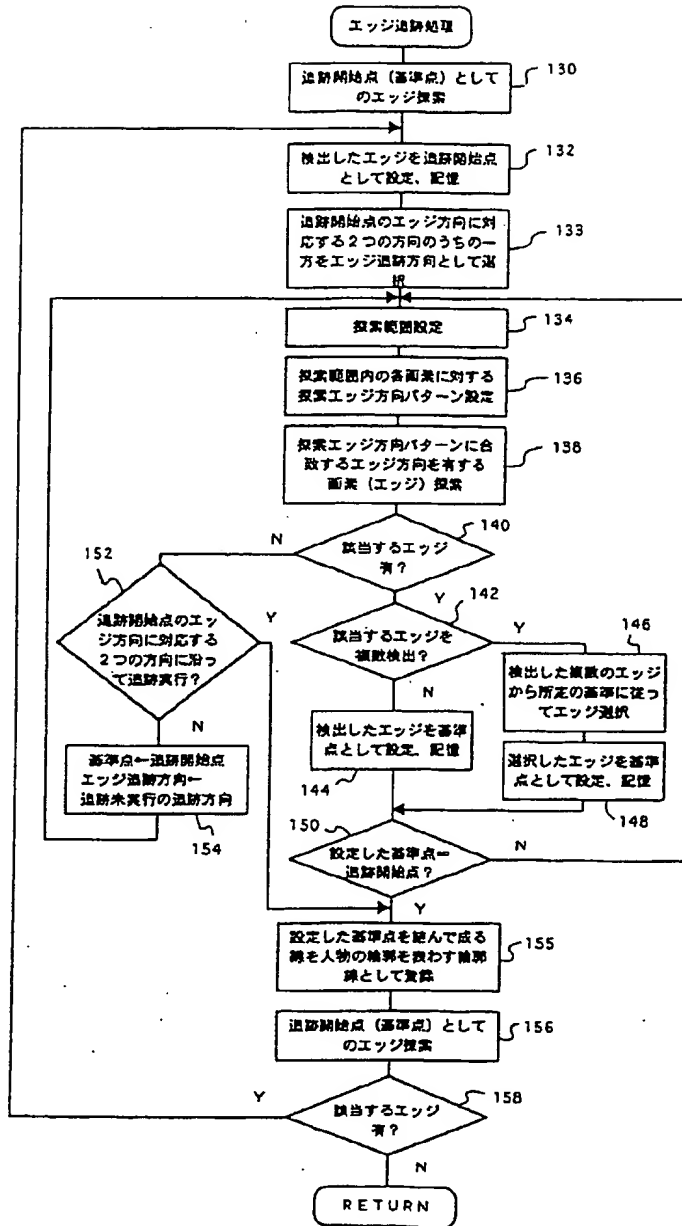 エッジ追跡処理
追跡開始点（基準点）として
のエッジ探索
130
検出したエッジを追跡開始点
として設定、記憶
132
追跡開始点のエッジ方向に対
応する２つの方向のうちの一
方をエッジ追跡方向として選
択
133
探索範囲設定
134
探索範囲内の各画素に対する
探索エッジ方向パターン設定
136
探索エッジ方向パターンに合
致するエッジ方向を有する
画素（エッジ）探索
138
該当するエッジ
有？
140
N
Y
152
追跡開始点のエッ
ジ方向に対応する
２つの方向に沿っ
て追跡実行？
Y
N
142
該当するエッジを
複数検出？
Y
N
146
検出した複数のエッジ
から所定の基準に従っ
てエッジ選択
検出したエッジを基準
点として設定、記憶
144
選択したエッジを基準
点として設定、記憶
148
基準点←追跡開始点
エッジ追跡方向←
追跡未実行の追跡方向
154
150
設定した基準点＝
追跡開始点？
N
Y
設定した基準点を結んで成る
線を人物の輪郭を表わす輪郭
線として登録
155
追跡開始点（基準点）として
のエッジ探索
156
該当するエッジ
有？
158
Y
N
RETURN